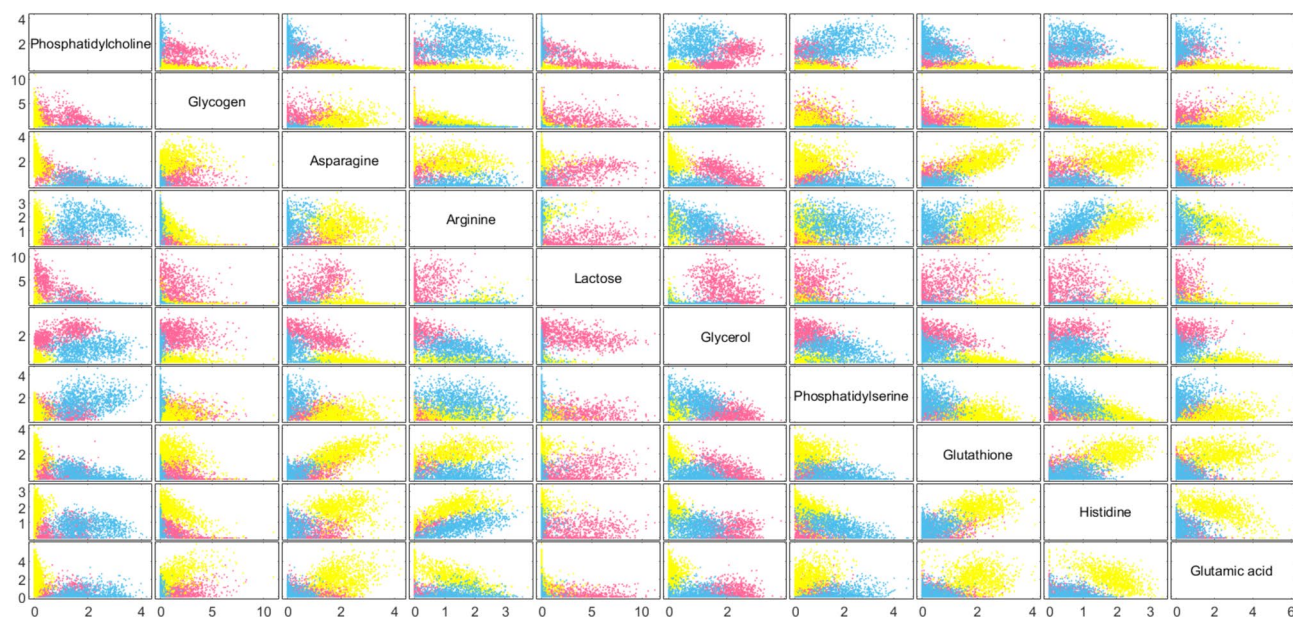 4
2
Phosphatidylcholine
10
5
Glycogen
4
2
Asparagine
3
2
1
Arginine
10
5
Lactose
2
Glycerol
4
2
Phosphatidylserine
4
2
Glutathione
3
2
1
Histidine
4
2
0
Glutamic acid
0 2 4 0 5 10 0 2 4 0 1 2 3 0 5 10 0 2 0 2 4 0 2 4 0 1 2 3 0 2 4 6